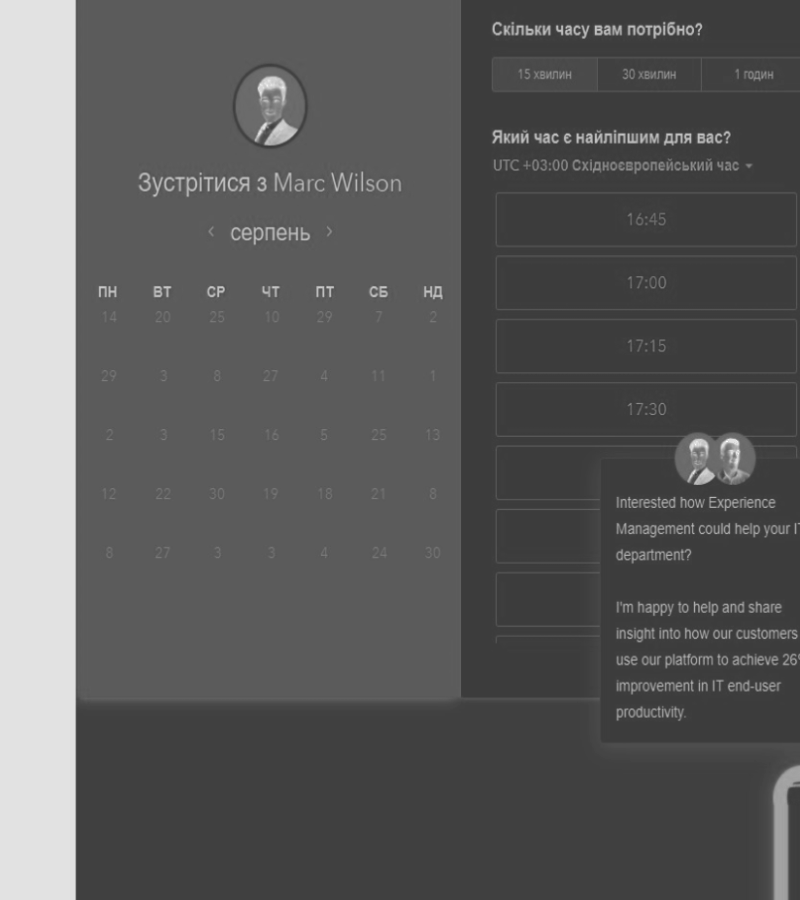 Зустрітися з Marc Wilson
серпень
ПН ВТ СР ЧТ ПТ СБ НД
14 20 25 10 29 7 2
29 3 8 27 4 11 1
2 3 15 16 5 25 13
12 22 30 19 18 21 8
8 27 3 3 4 24 30
Скільки часу вам потрібно?
15 хвилин 30 хвилин 1 годин
Який час є найліпшим для вас?
UTC +03:00 Східноєвропейський час
16:45
17:00
17:15
17:30
Interested how Experience
Management could help your IT
department?
I'm happy to help and share
insight into how our customers
use our platform to achieve 26%
improvement in IT end-user
productivity.